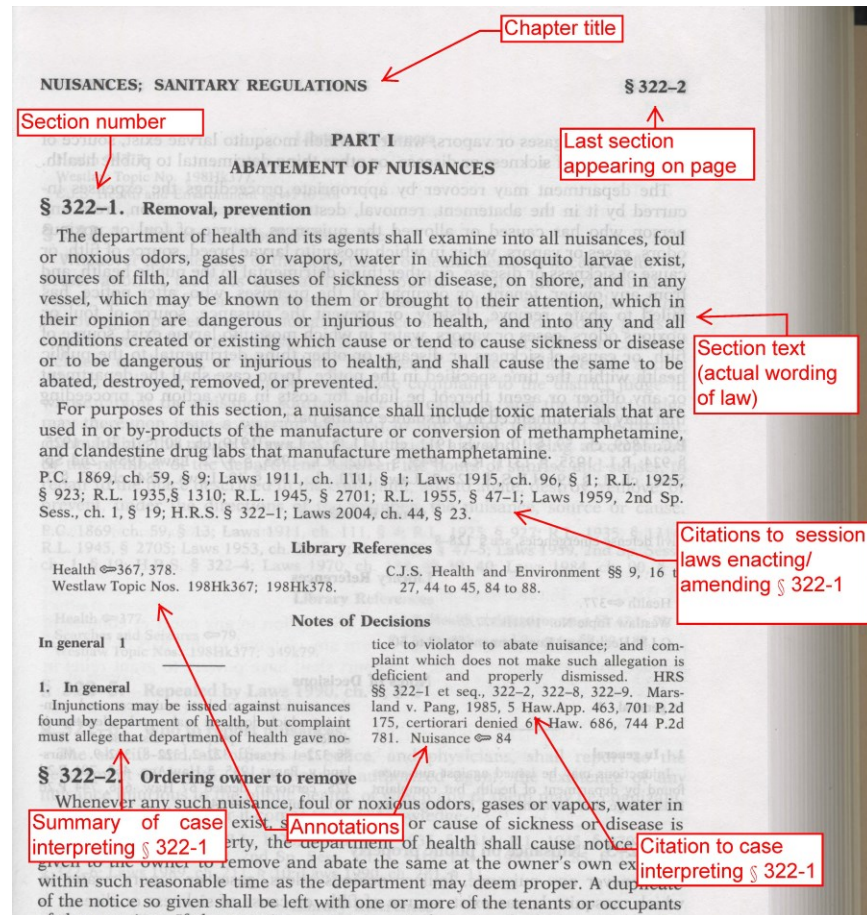 Chapter title
NUISANCES; SANITARY REGULATIONS
§ 322–2
Section number
Last section
appearing on page
PART I
ABATEMENT OF NUISANCES
§ 322–1. Removal, prevention
The department of health and its agents shall examine into all nuisances, foul
or noxious odors, gases or vapors, water in which mosquito larvae exist,
sources of filth, and all causes of sickness or disease, on shore, and in any
vessel, which may be known to them or brought to their attention, which in
their opinion are dangerous or injurious to health, and into any and all
conditions created or existing which cause or tend to cause sickness or disease
or to be dangerous or injurious to health, and shall cause the same to be
abated, destroyed, removed, or prevented.
Section text
(actual wording
of law)
For purposes of this section, a nuisance shall include toxic materials that are
used in or by-products of the manufacture or conversion of methamphetamine,
and clandestine drug labs that manufacture methamphetamine.
P.C. 1869, ch. 59, § 9; Laws 1911, ch. 111, § 1; Laws 1915, ch. 96, § 1; R.L. 1925,
§ 923; R.L. 1935,§ 1310; R.L. 1945, § 2701; R.L. 1955, § 47–1; Laws 1959, 2nd Sp.
Sess., ch. 1, § 19; H.R.S. § 322–1; Laws 2004, ch. 44, § 23.
Citations to session
laws enacting/
amending § 322-1
Library References
Health 367, 378.
Westlaw Topic Nos. 198Hk367; 198Hk378.
C.J.S. Health and Environment §§ 9, 16
27, 44 to 45, 84 to 88.
Notes of Decisions
In general 1
1. In general
Injunctions may be issued against nuisances
found by department of health, but complaint
must allege that department of health gave no-
tice to violator to abate nuisance; and com-
plaint which does not make such allegation is
deficient and properly dismissed. HRS
§§ 322–1 et seq., 322–2, 322–8, 322–9. Mars-
land v. Pang, 1985, 5 Haw.App. 463, 701 P.2d
175, certiorari denied Haw. 686, 744 P.2d
781. Nuisance 84
§ 322–2. Ordering owner to remove
Whenever any such nuisance, foul or noxious odors, gases or vapors, water in
exist, or cause of sickness or disease is
the department of health shall cause notice
given to the owner to remove and abate the same at the owner's own
within such reasonable time as the department may deem proper. A duplicate
of the notice so given shall be left with one or more of the tenants or occupants
Summary of case
interpreting § 322-1
Annotations
Citation to case
interpreting § 322-1